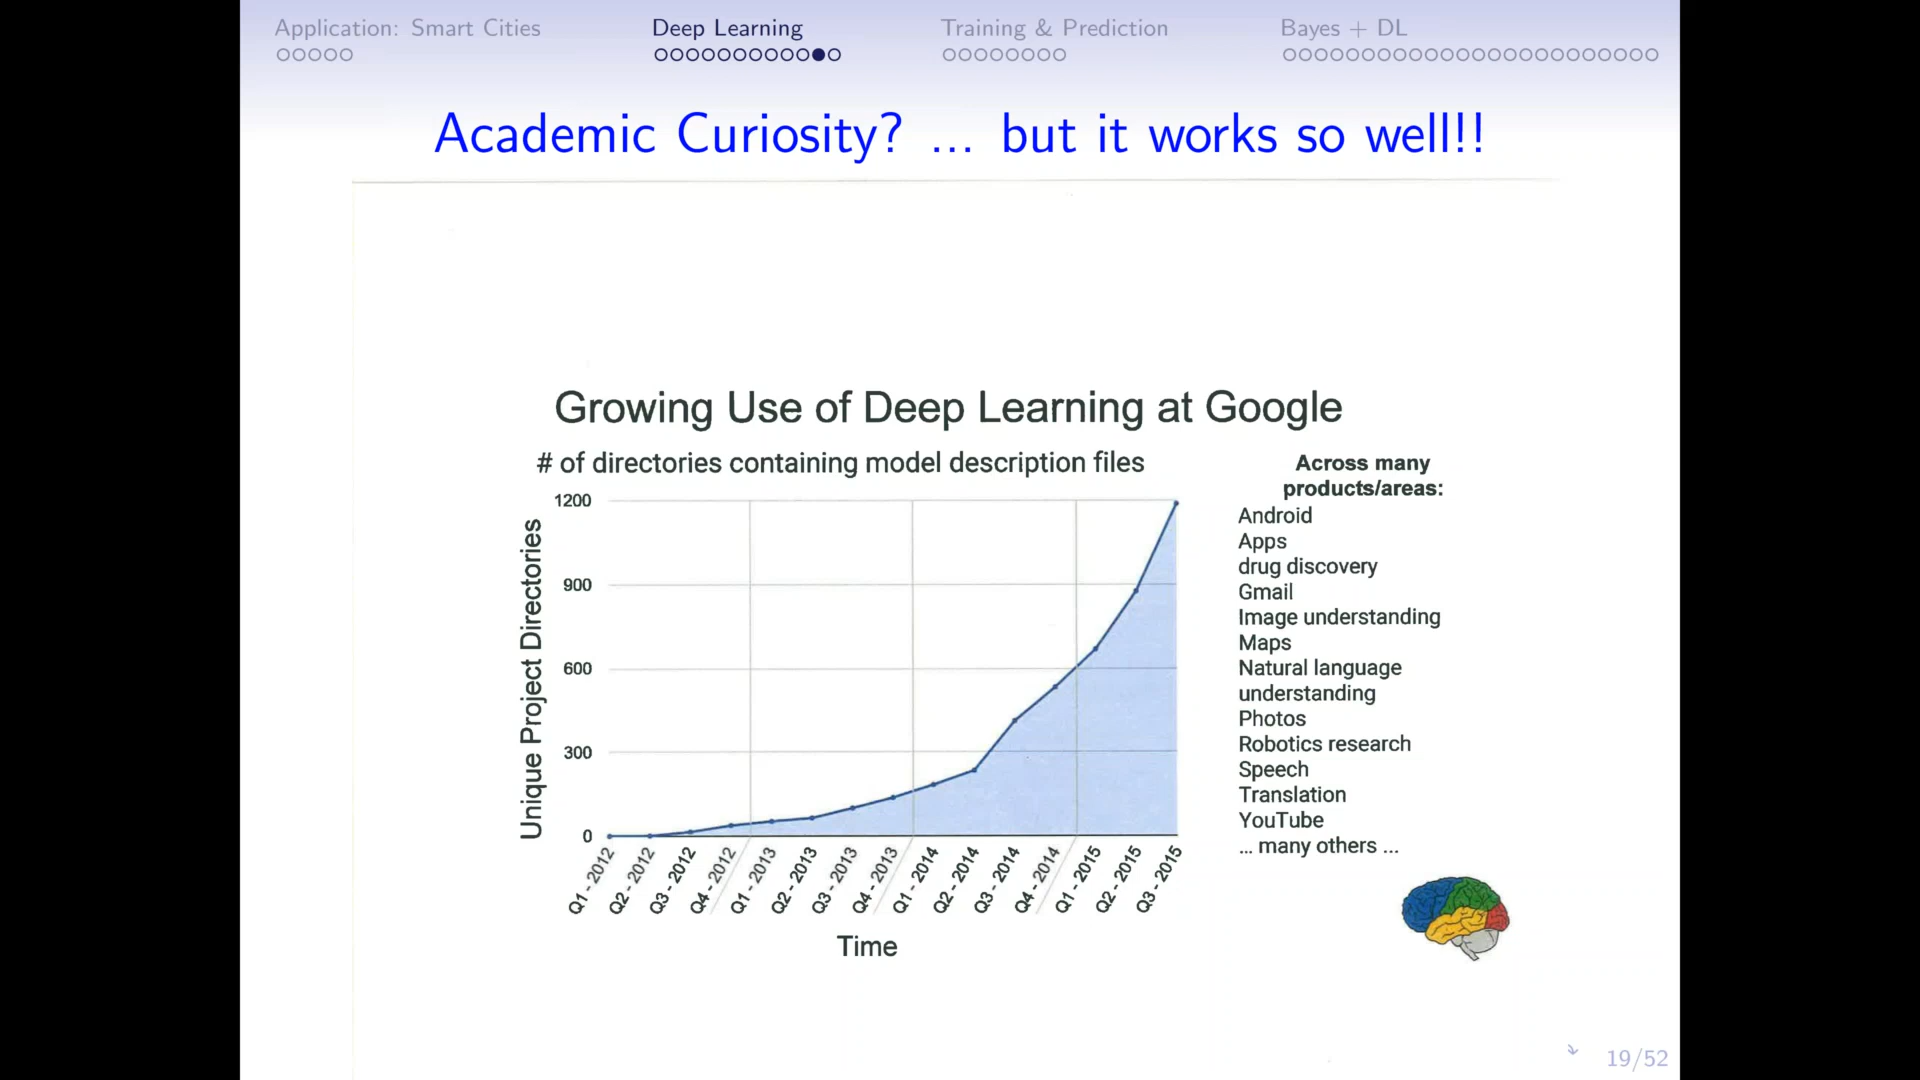 Application: Smart Cities
Deep Learning
Training & Prediction
Bayes + DL
Academic Curiosity? ... but it works so well!!
Growing Use of Deep Learning at Google
# of directories containing model description files
Unique Project Directories
1200
900
600
300
0
Q1 - 2012
Q2 - 2012
Q3 - 2012
Q4 - 2012
Q1 - 2013
Q2 - 2013
Q3 - 2013
Q4 - 2013
Q1 - 2014
Q2 - 2014
Q3 - 2014
Q4 - 2014
Q1 - 2015
Q2 - 2015
Q3 - 2015
Time
Across many
products/areas:
Android
Apps
drug discovery
Gmail
Image understanding
Maps
Natural language
understanding
Photos
Robotics research
Speech
Translation
YouTube
... many others ...
19/52